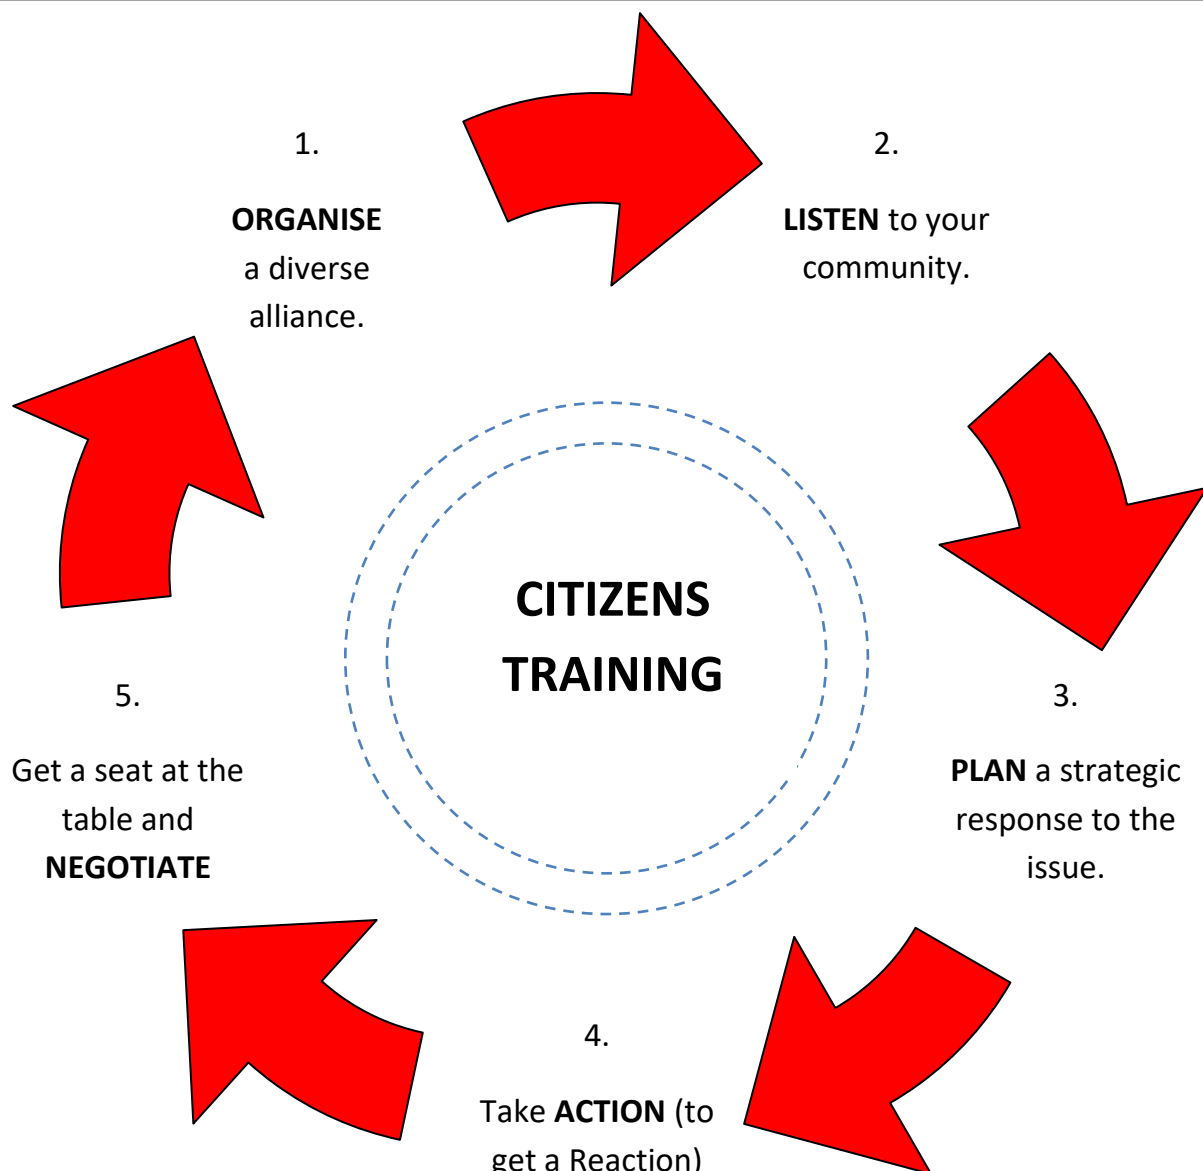 1.
ORGANISE
a diverse
alliance.
2.
LISTEN to your
community.
CITIZENS
TRAINING
3.
PLAN a strategic
response to the
issue.
4.
Take ACTION (to
get a Reaction)
5.
Get a seat at the
table and
NEGOTIATE